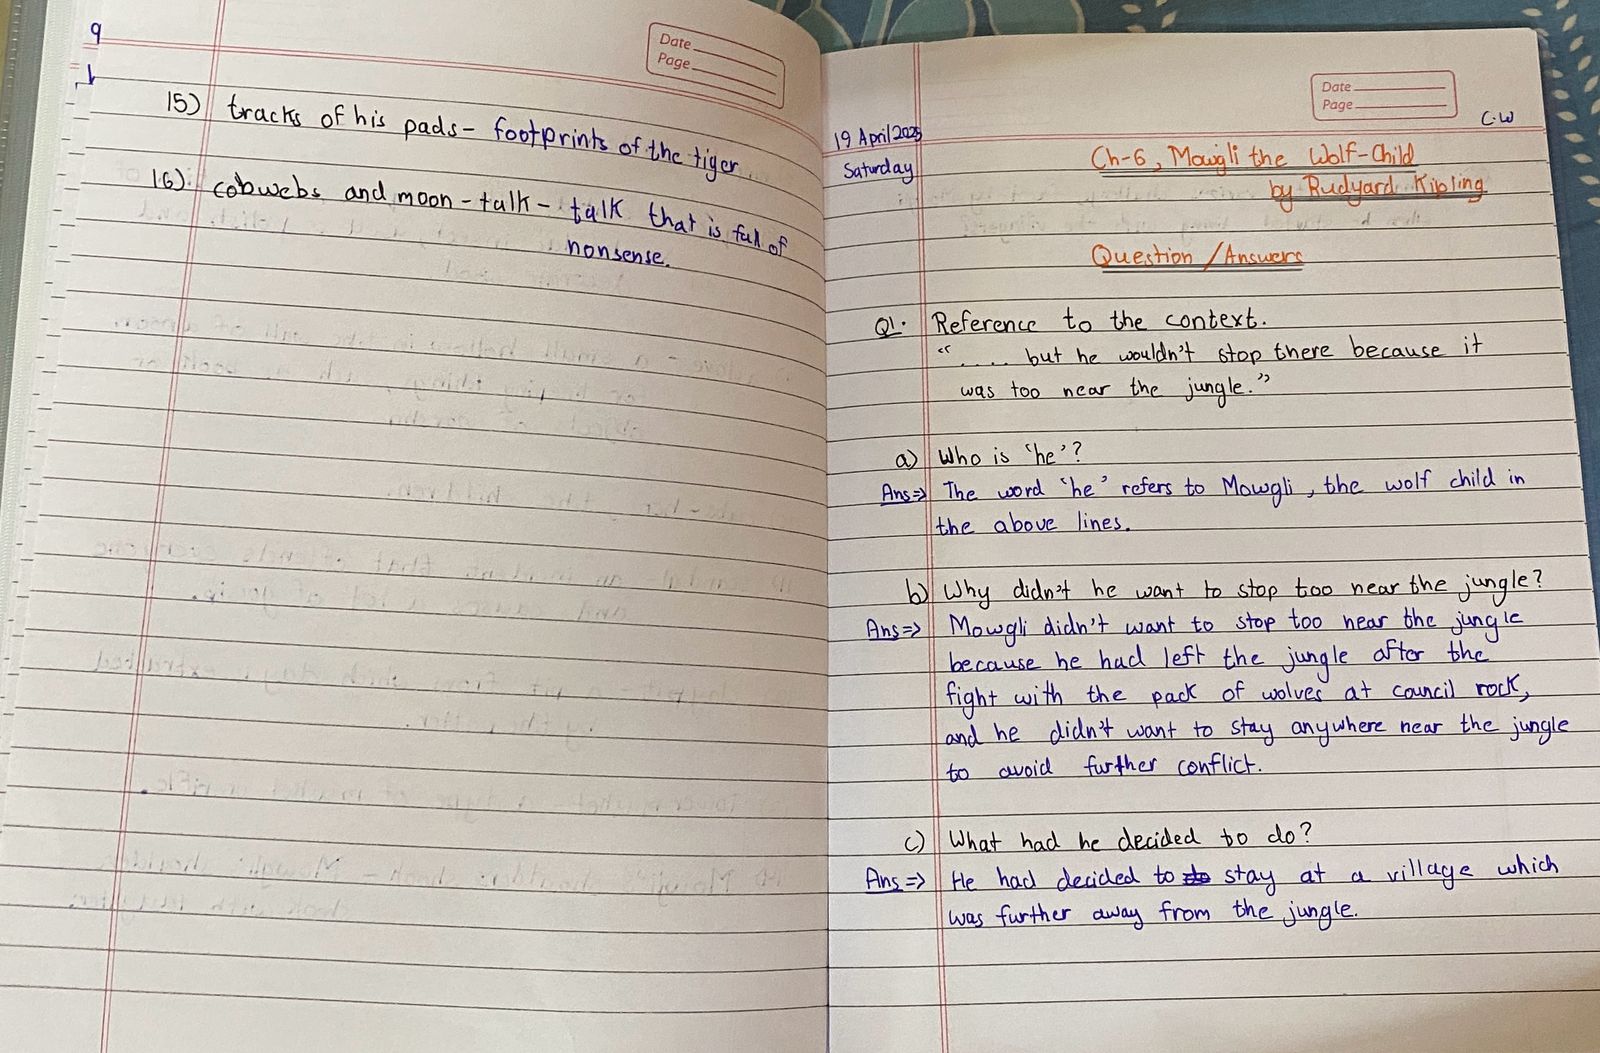 9
Date
Page
15) tracks of his pads - footprints of the tiger
16) cobwebs and moon-talk - talk that is full of
nonsense.
Date
Page
C.W
19 April 2025
Saturday
Ch-6, Mowgli the Wolf-Child
by Rudyard Kipling
Question / Answers
Q1. Reference to the context.
"..... but he wouldn't stop there because it
was too near the jungle."
a) Who is 'he'?
Ans⇒ The word 'he' refers to Mowgli, the wolf child in
the above lines.
b) Why didn't he want to stop too near the jungle?
Ans⇒ Mowgli didn't want to stop too near the jungle
because he had left the jungle after the
fight with the pack of wolves at council rock,
and he didn't want to stay anywhere near the jungle
to avoid further conflict.
c) What had he decided to do?
Ans⇒ He had decided to stay at a village which
was further away from the jungle.